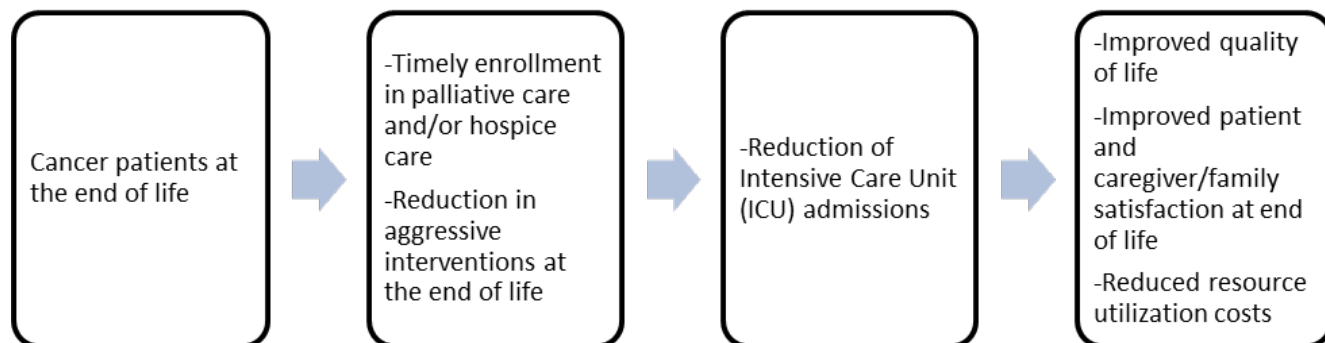 Cancer patients at
the end of life
-Timely enrollment
in palliative care
and/or hospice
care
-Reduction in
aggressive
interventions at
the end of life
-Reduction of
Intensive Care Unit
(ICU) admissions
-Improved quality
of life
-Improved patient
and
caregiver/family
satisfaction at end
of life
-Reduced resource
utilization costs